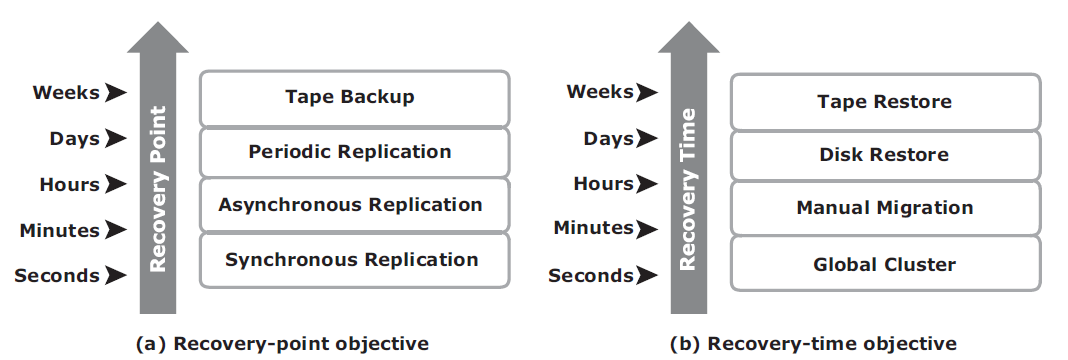 Weeks
Days
Hours
Minutes
Seconds
Recovery Point
Tape Backup
Periodic Replication
Asynchronous Replication
Synchronous Replication
(a) Recovery-point objective
Weeks
Days
Hours
Minutes
Seconds
Recovery Time
Tape Restore
Disk Restore
Manual Migration
Global Cluster
(b) Recovery-time objective